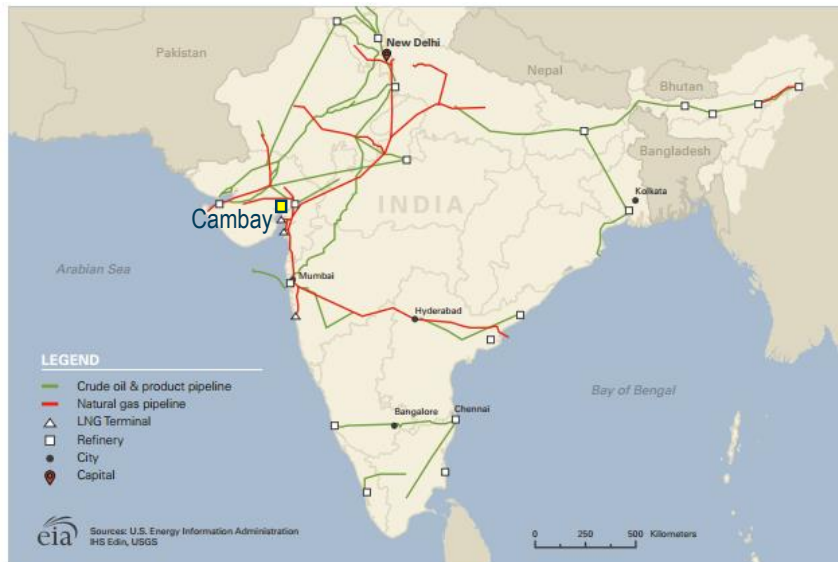 New Delhi
Pakistan
Nepal
Bhutan
Bangladesh
Kolkata
INDIA
Cambay
Arabian Sea
Mumbai
Hyderabad
Bay of Bengal
Bangalore
Chennai
LEGEND
Crude oil & product pipeline
Natural gas pipeline
LNG Terminal
Refinery
City
Capital
eia
Sources: U.S. Energy Information Administration
IHS Edin, USGS
0 250 500 Kilometers